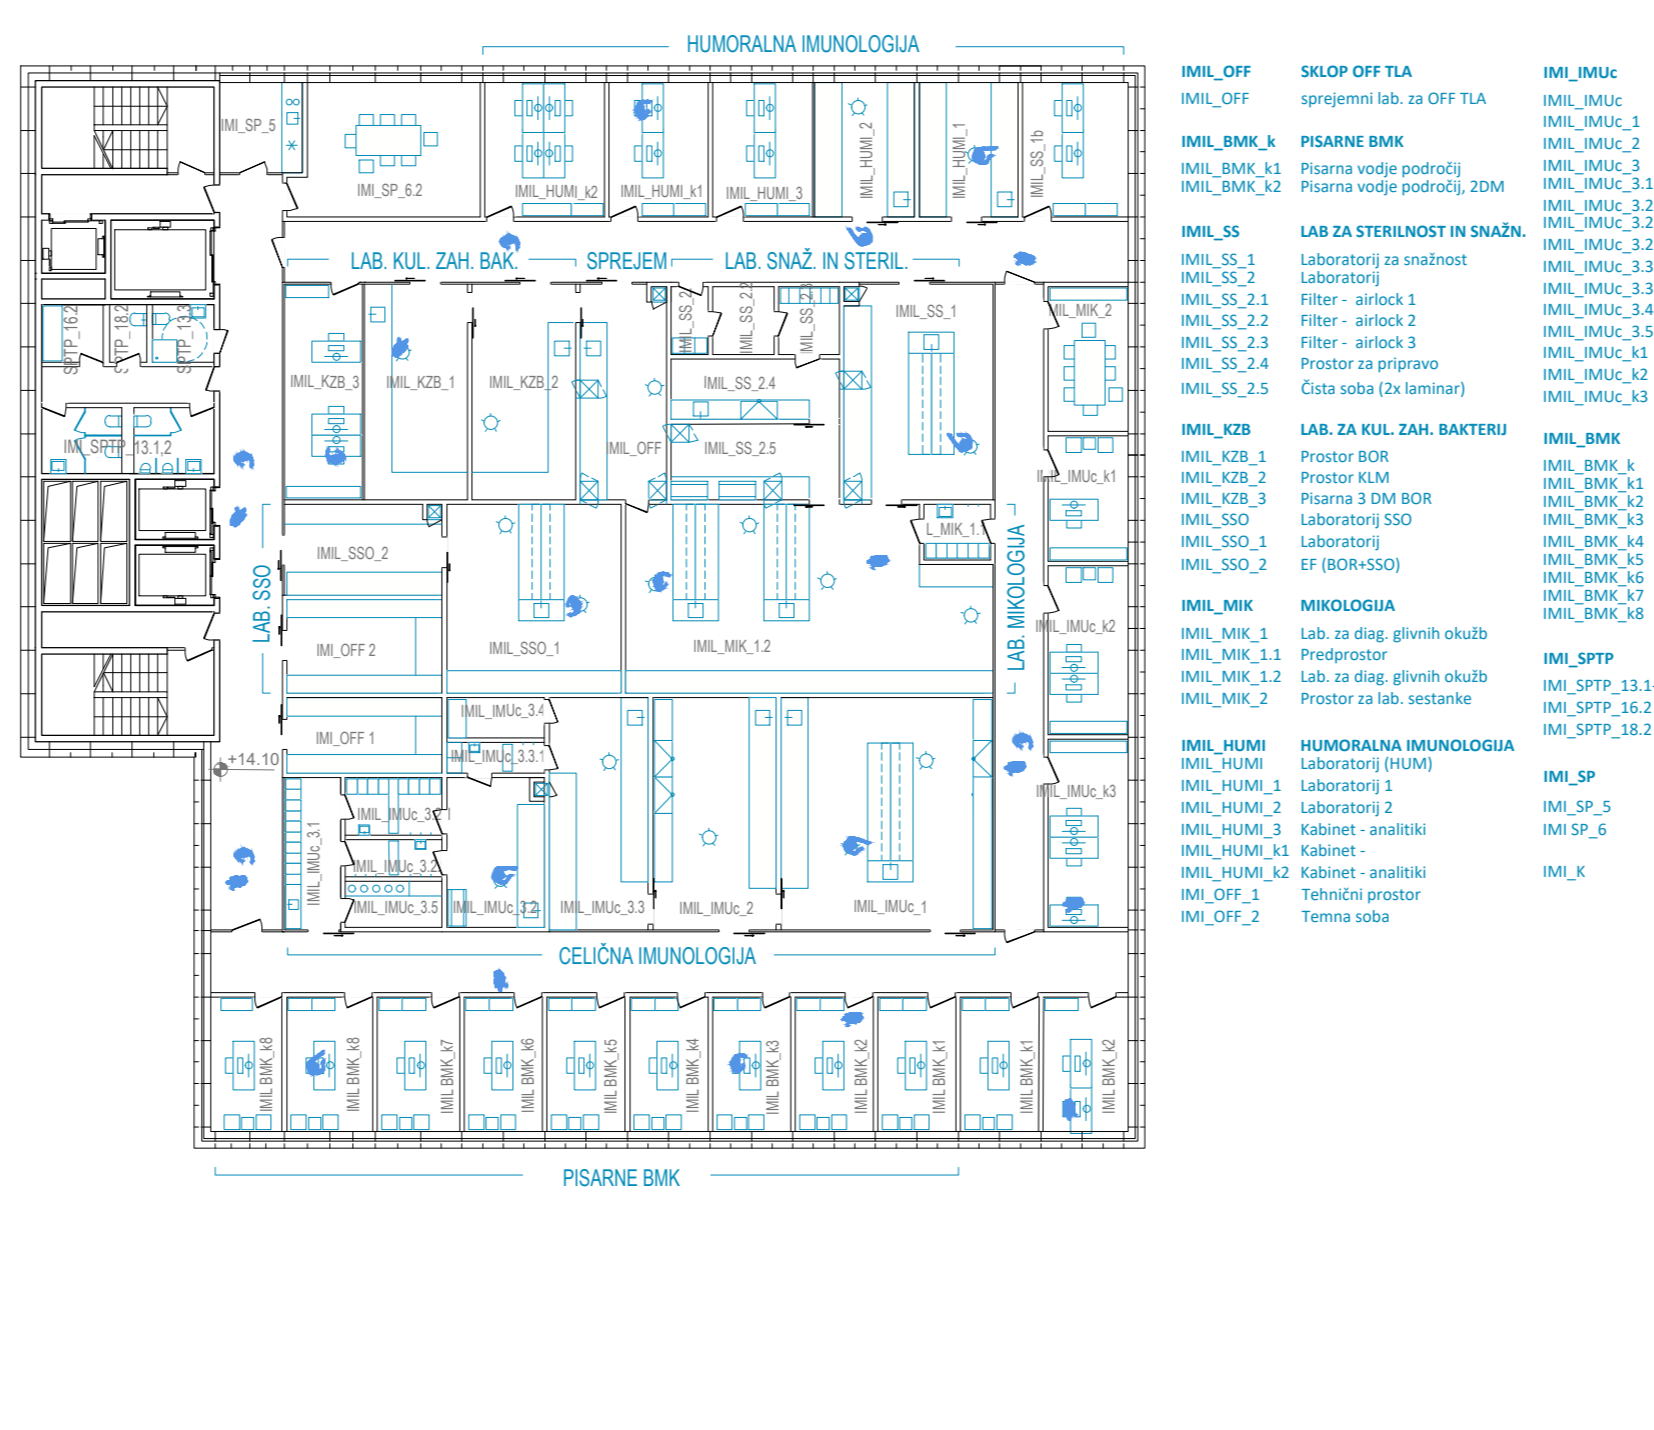 HUMORALNA IMUNOLOGIJA
IMI_SP_5
IMI_SP_6.2
IMIL_HUMI_k2
IMIL_HUMI_k1
IMIL_HUMI_3
IMIL_HUMI_2
IMIL_HUMI_1
IMIL_SS_1b
LAB. KUL. ZAH. BAK.
SPREJEM
LAB. SNAŽ. IN STERIL.
SPTP_16.2
SPTP_18.2
SPTP_13.3
IMIL_KZB_3
IMIL_KZB_1
IMIL_KZB_2
IMIL_OFF
IMIL_SS_2.2
IMIL_SS_2.4
IMIL_SS_2.5
IMIL_SS_1
MIL_MIK_2
IMI_SPTP_13.1,2
IMIL_IMUc_k1
LAB. SSO
IMIL_SSO_2
IMI_OFF 2
IMIL_SSO_1
IMIL_MIK_1.2
L_MIK_1.1
LAB. MIKOLOGIJA
IMIL_IMUc_k2
IMI_OFF 1
+14.10
IMIL_IMUc_3.4
IMIL_IMUc_3.3.1
IMIL_IMUc_k3
IMIL_IMUc_3.1
IMIL_IMUc_3.2 1
IMIL_IMUc_3.2
IMIL_IMUc_3.5
IMIL_IMUc_3.2
IMIL_IMUc_3.3
IMIL_IMUc_2
IMIL_IMUc_1
CELIČNA IMUNOLOGIJA
IMIL BMK_k8
IMIL BMK_k8
IMIL BMK_k7
IMIL BMK_k6
IMIL BMK_k5
IMIL BMK_k4
IMIL BMK_k3
IMIL BMK_k2
IMIL BMK_k1
IMIL BMK_k1
IMIL BMK_k2
PISARNE BMK
IMIL_OFF SKLOP OFF TLA
IMIL_OFF sprejemni lab. za OFF TLA
IMIL_BMK_k PISARNE BMK
IMIL_BMK_k1 Pisarna vodje področij
IMIL_BMK_k2 Pisarna vodje področij, 2DM
IMIL_SS LAB ZA STERILNOST IN SNAŽN.
IMIL_SS_1 Laboratorij za snažnost
IMIL_SS_2 Laboratorij
IMIL_SS_2.1 Filter - airlock 1
IMIL_SS_2.2 Filter - airlock 2
IMIL_SS_2.3 Filter - airlock 3
IMIL_SS_2.4 Prostor za pripravo
IMIL_SS_2.5 Čista soba (2x laminar)
IMIL_KZB LAB. ZA KUL. ZAH. BAKTERIJ
IMIL_KZB_1 Prostor BOR
IMIL_KZB_2 Prostor KLM
IMIL_KZB_3 Pisarna 3 DM BOR
IMIL_SSO Laboratorij SSO
IMIL_SSO_1 Laboratorij
IMIL_SSO_2 EF (BOR+SSO)
IMIL_MIK MIKOLOGIJA
IMIL_MIK_1 Lab. za diag. glivnih okužb
IMIL_MIK_1.1 Predprostor
IMIL_MIK_1.2 Lab. za diag. glivnih okužb
IMIL_MIK_2 Prostor za lab. sestanke
IMIL_HUMI HUMORALNA IMUNOLOGIJA
IMIL_HUMI Laboratorij (HUM)
IMIL_HUMI_1 Laboratorij 1
IMIL_HUMI_2 Laboratorij 2
IMIL_HUMI_3 Kabinet - analitiki
IMIL_HUMI_k1 Kabinet -
IMIL_HUMI_k2 Kabinet - analitiki
IMI_OFF_1 Tehnični prostor
IMI_OFF_2 Temna soba
IMI_IMUc
IMIL_IMUc
IMIL_IMUc_1
IMIL_IMUc_2
IMIL_IMUc_3
IMIL_IMUc_3.1
IMIL_IMUc_3.2
IMIL_IMUc_3.2
IMIL_IMUc_3.2
IMIL_IMUc_3.3
IMIL_IMUc_3.3
IMIL_IMUc_3.4
IMIL_IMUc_3.5
IMIL_IMUc_k1
IMIL_IMUc_k2
IMIL_IMUc_k3
IMIL_BMK
IMIL_BMK_k
IMIL_BMK_k1
IMIL_BMK_k2
IMIL_BMK_k3
IMIL_BMK_k4
IMIL_BMK_k5
IMIL_BMK_k6
IMIL_BMK_k7
IMIL_BMK_k8
IMI_SPTP
IMI_SPTP_13.1-
IMI_SPTP_16.2
IMI_SPTP_18.2
IMI_SP
IMI_SP_5
IMI SP_6
IMI_K